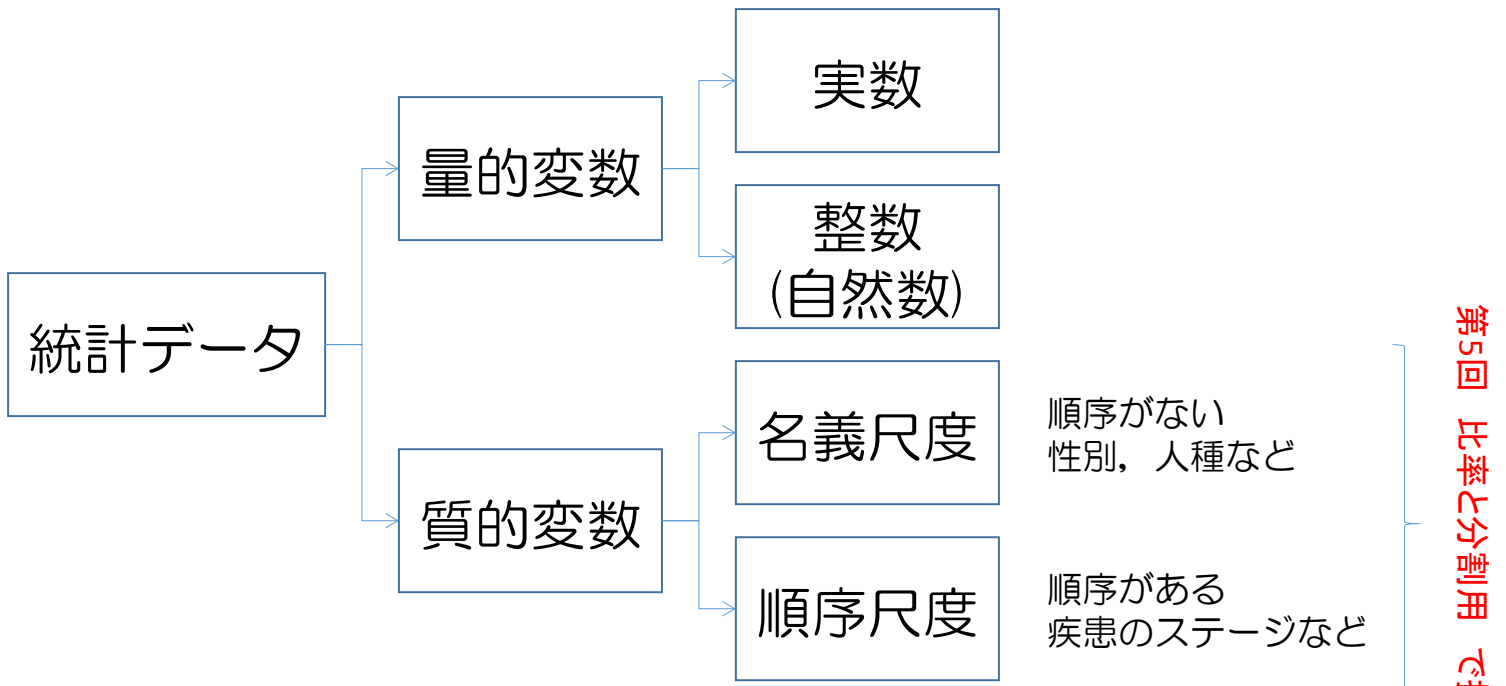 統計データ
量的変数
実数
整数
(自然数)
質的変数
名義尺度
順序がない
性別，人種など
順序尺度
順序がある
疾患のステージなど
第5回 比率と分割用 で